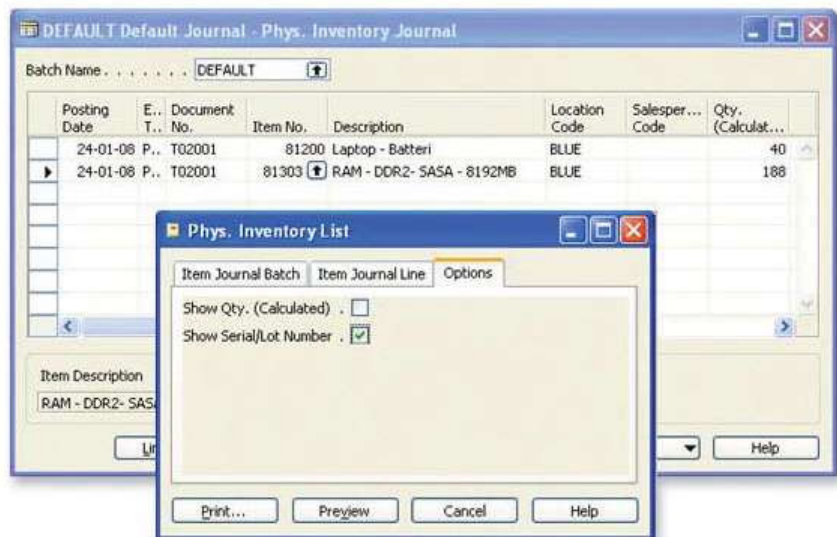 DEFAULT Default Journal - Phys. Inventory Journal
Batch Name . . . . . . . DEFAULT
Posting Date E.. T.. Document No. Item No. Description Location Code Salesper... Code Qty. (Calculat...
24-01-08 P.. T02001 81200 Laptop - Batteri BLUE 40
24-01-08 P.. T02001 81303 RAM - DDR2- SASA - 8192MB BLUE 188
Phys. Inventory List
Item Journal Batch Item Journal Line Options
Show Qty. (Calculated) .
Show Serial/Lot Number .
Item Description
RAM - DDR2- SAS
Help
Print... Preview Cancel Help